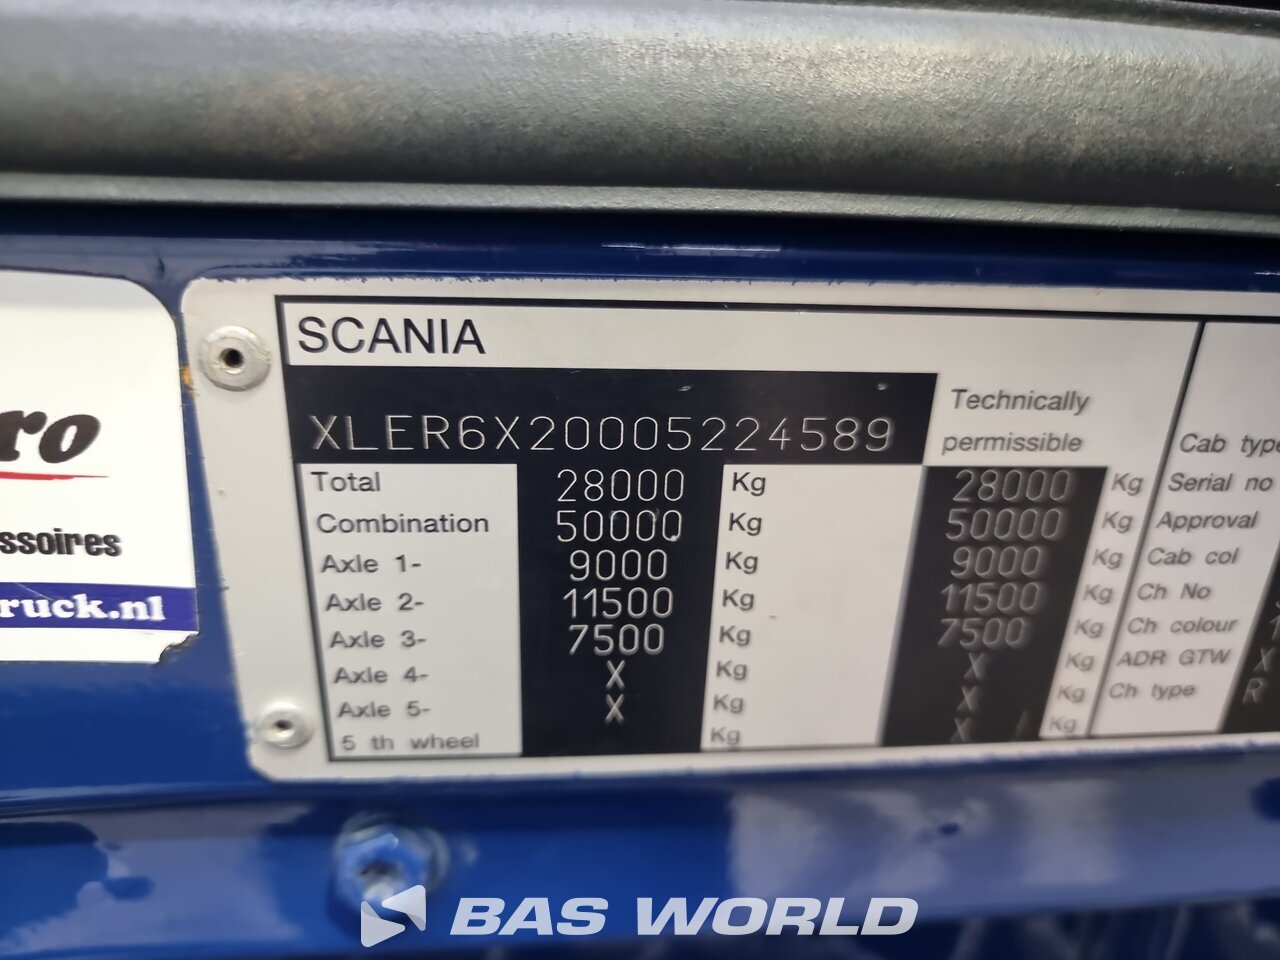 SCANIA
XLER6X20005224589
Technically
permissible
Total 28000 Kg 28000 Kg
Combination 50000 Kg 50000 Kg
Axle 1- 9000 Kg 9000 Kg
Axle 2- 11500 Kg 11500 Kg
Axle 3- 7500 Kg 7500 Kg
Axle 4- X Kg X Kg
Axle 5- X Kg X Kg
5 th wheel Kg X Kg
Cab type
Serial no
Approval
Cab col
Ch No
Ch colour
ADR GTW X
Ch type R
ro
ssoires
ruck.nl
BAS WORLD